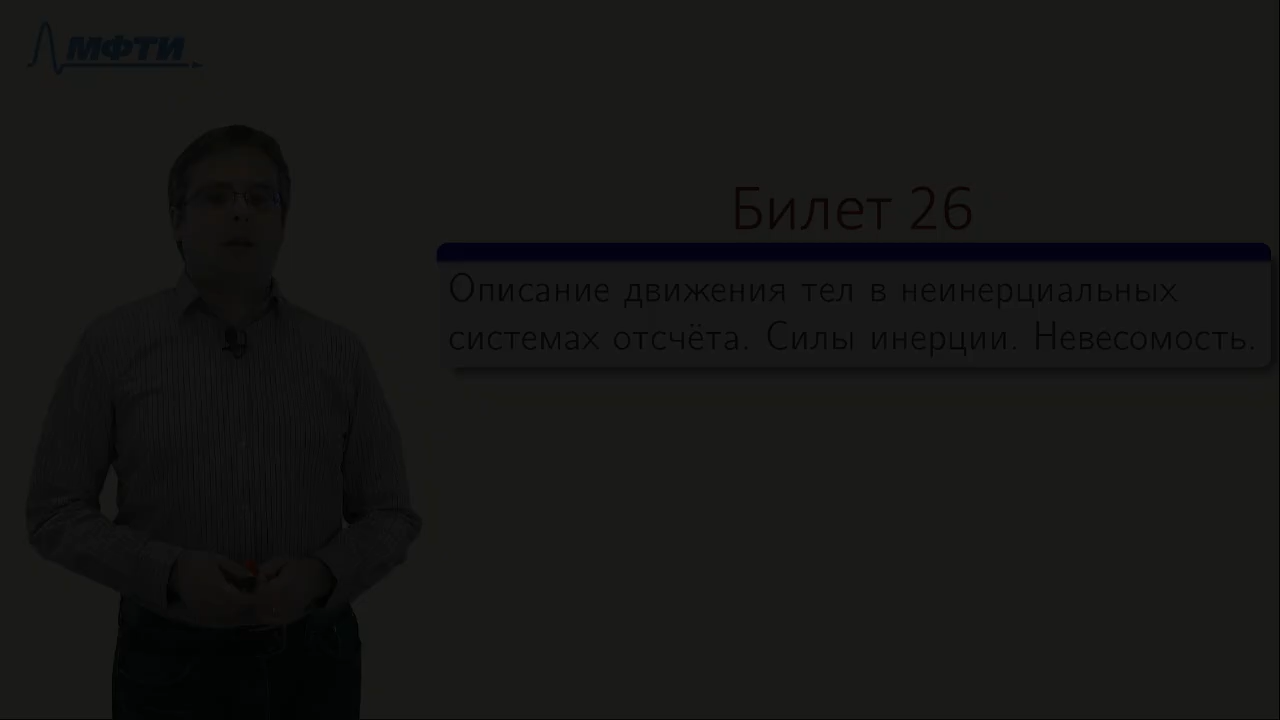 МФТИ
Билет 26
Описание движения тел в неинерциальных
системах отсчёта. Силы инерции. Невесомость.